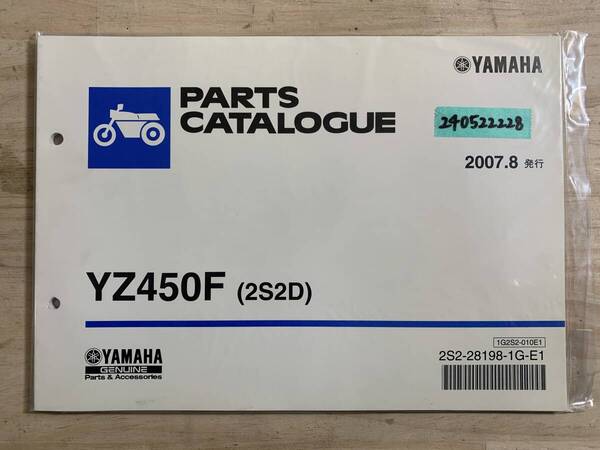 YAMAHA
PARTS
CATALOGUE
240522228
2007.8 発行
YZ450F (2S2D)
YAMAHA
GENUINE
Parts & Accessories
1G2S2-010E1
2S2-28198-1G-E1